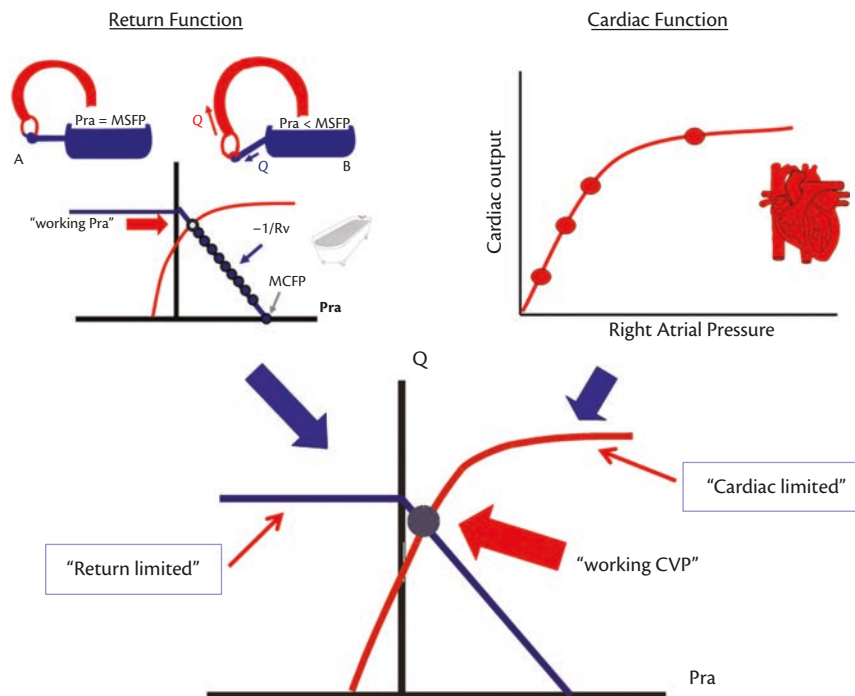 Return Function
Cardiac Function
Pra = MSFP
Pra < MSFP
Q
Q
A
B
“working Pra”
−1/Rv
MCFP
Pra
Cardiac output
Right Atrial Pressure
Q
“Cardiac limited”
“Return limited”
“working CVP”
Pra